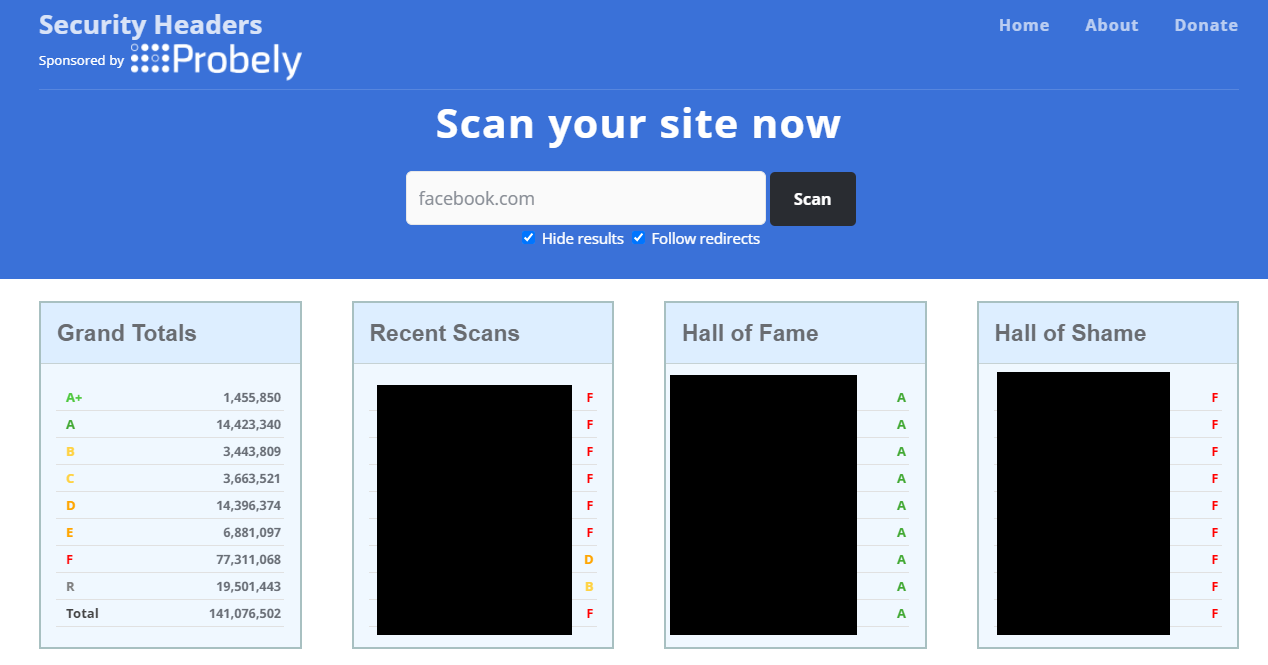 Security Headers
Home About Donate
Sponsored by Probely
Scan your site now
facebook.com Scan
Hide results Follow redirects
Grand Totals
A+ 1,455,850
A 14,423,340
B 3,443,809
C 3,663,521
D 14,396,374
E 6,881,097
F 77,311,068
R 19,501,443
Total 141,076,502
Recent Scans
F
F
F
F
F
F
D
B
F
Hall of Fame
A
A
A
A
A
A
A
A
A
Hall of Shame
F
F
F
F
F
F
F
F
F